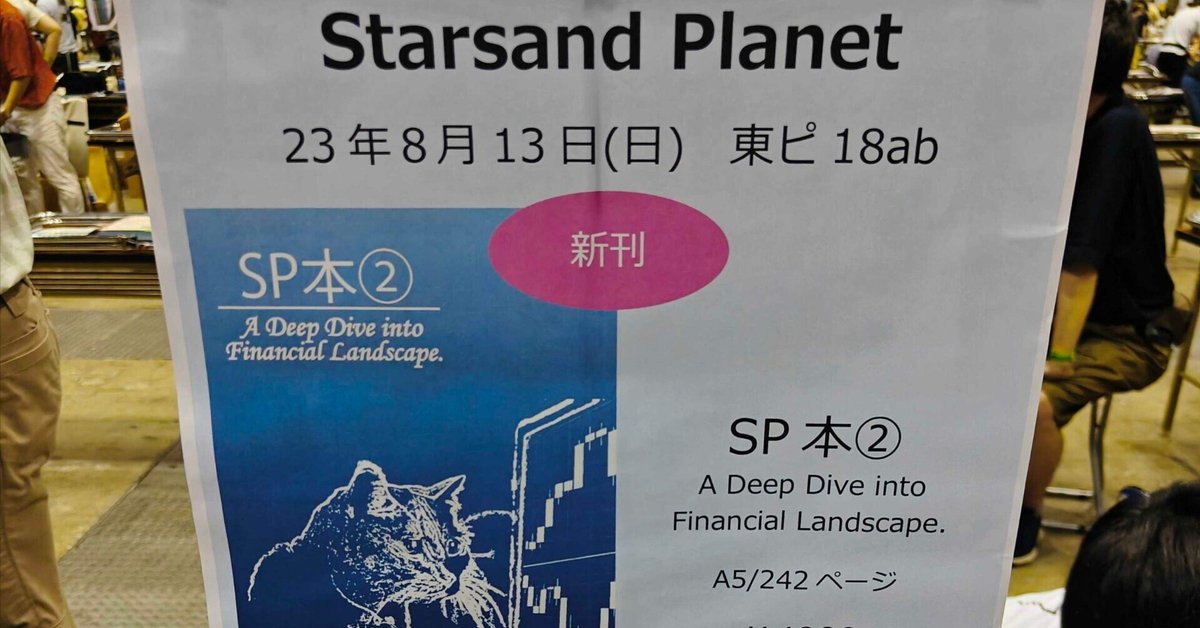 Starsand Planet
23年8月13日(日) 東ピ18ab
新刊
SP本②
A Deep Dive into
Financial Landscape.
SP本②
A Deep Dive into
Financial Landscape.
A5/242ページ